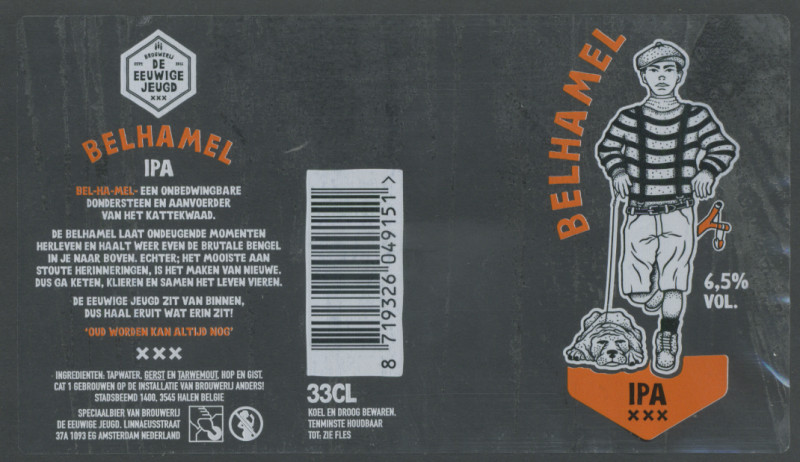 BROUWERIJ
DE
EEUWIGE
JEUGD
XXX
BELHAMEL
IPA
BEL-HA-MEL- EEN ONBEDWINGBARE
DONDERSTEEN EN AANVOERDER
VAN HET KATTEKWAAD.
DE BELHAMEL LAAT ONDEUGENDE MOMENTEN
HERLEVEN EN HAALT WEER EVEN DE BRUTALE BENGEL
IN JE NAAR BOVEN. ECHTER; HET MOOISTE AAN
STOUTE HERINNERINGEN, IS HET MAKEN VAN NIEUWE.
DUS GA KETEN, KLIEREN EN SAMEN HET LEVEN VIEREN.
DE EEUWIGE JEUGD ZIT VAN BINNEN,
DUS HAAL ERUIT WAT ERIN ZIT!
'OUD WORDEN KAN ALTIJD NOG'
XXX
INGREDIENTEN: TAPWATER, GERST EN TARWEMOUT, HOP EN GIST.
CAT 1 GEBROUWEN OP DE INSTALLATIE VAN BROUWERIJ ANDERS!
STADSBEEMD 1400, 3545 HALEN BELGIE
SPECIAALBIER VAN BROUWERIJ
DE EEUWIGE JEUGD. LINNAEUSSTRAAT
37A 1093 EG AMSTERDAM NEDERLAND
8 719326 049151 >
33CL
KOEL EN DROOG BEWAREN.
TENMINSTE HOUDBAAR
TOT: ZIE FLES
BELHAMEL
6,5%
VOL.
IPA
XXX